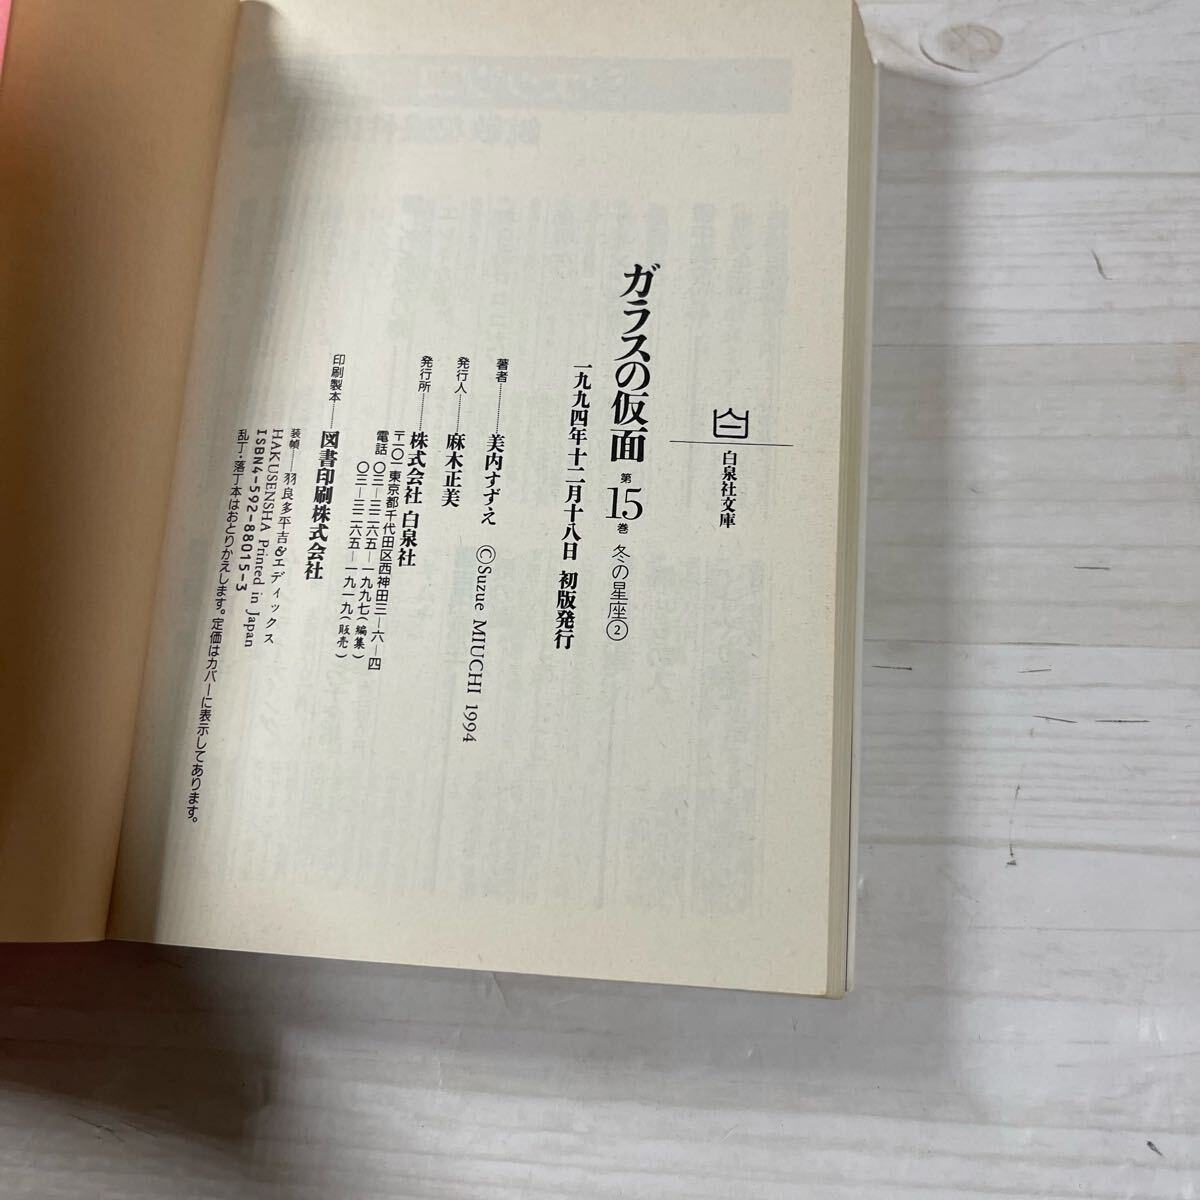 白泉社文庫
ガラスの仮面 第15巻 冬の星座②
一九九四年十二月十八日 初版発行
著者 美内すずえ ©Suzue MIUCHI 1994
発行人 麻木正美
発行所 株式会社 白泉社
〒一〇一 東京都千代田区西神田三―六―四
電話 〇三―三二六五―一九九七(編集)
〇三―三二六五―一九一九(販売)
印刷製本 図書印刷株式会社
装幀 羽良多平吉&エディックス
HAKUSENSHA Printed in Japan
ISBN4-592-88015-3
乱丁・落丁本はおとりかえします。定価はカバーに表示してあります。